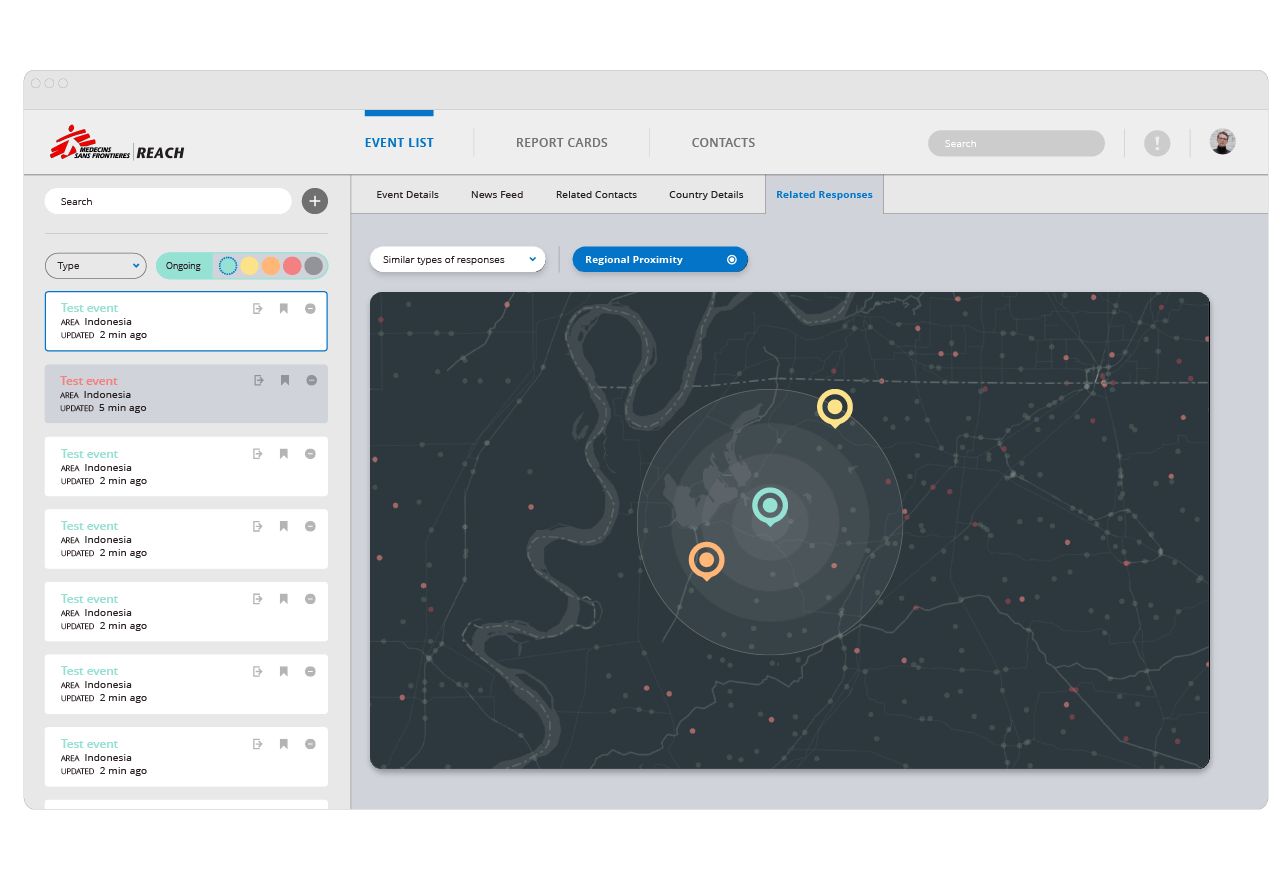 MEDECINS
SANS FRONTIERES
REACH
EVENT LIST
REPORT CARDS
CONTACTS
Search
!
Search
Type
Ongoing
Test event
AREA Indonesia
UPDATED 2 min ago
Test event
AREA Indonesia
UPDATED 5 min ago
Test event
AREA Indonesia
UPDATED 2 min ago
Test event
AREA Indonesia
UPDATED 2 min ago
Test event
AREA Indonesia
UPDATED 2 min ago
Test event
AREA Indonesia
UPDATED 2 min ago
Test event
AREA Indonesia
UPDATED 2 min ago
Event Details
News Feed
Related Contacts
Country Details
Related Responses
Similar types of responses
Regional Proximity